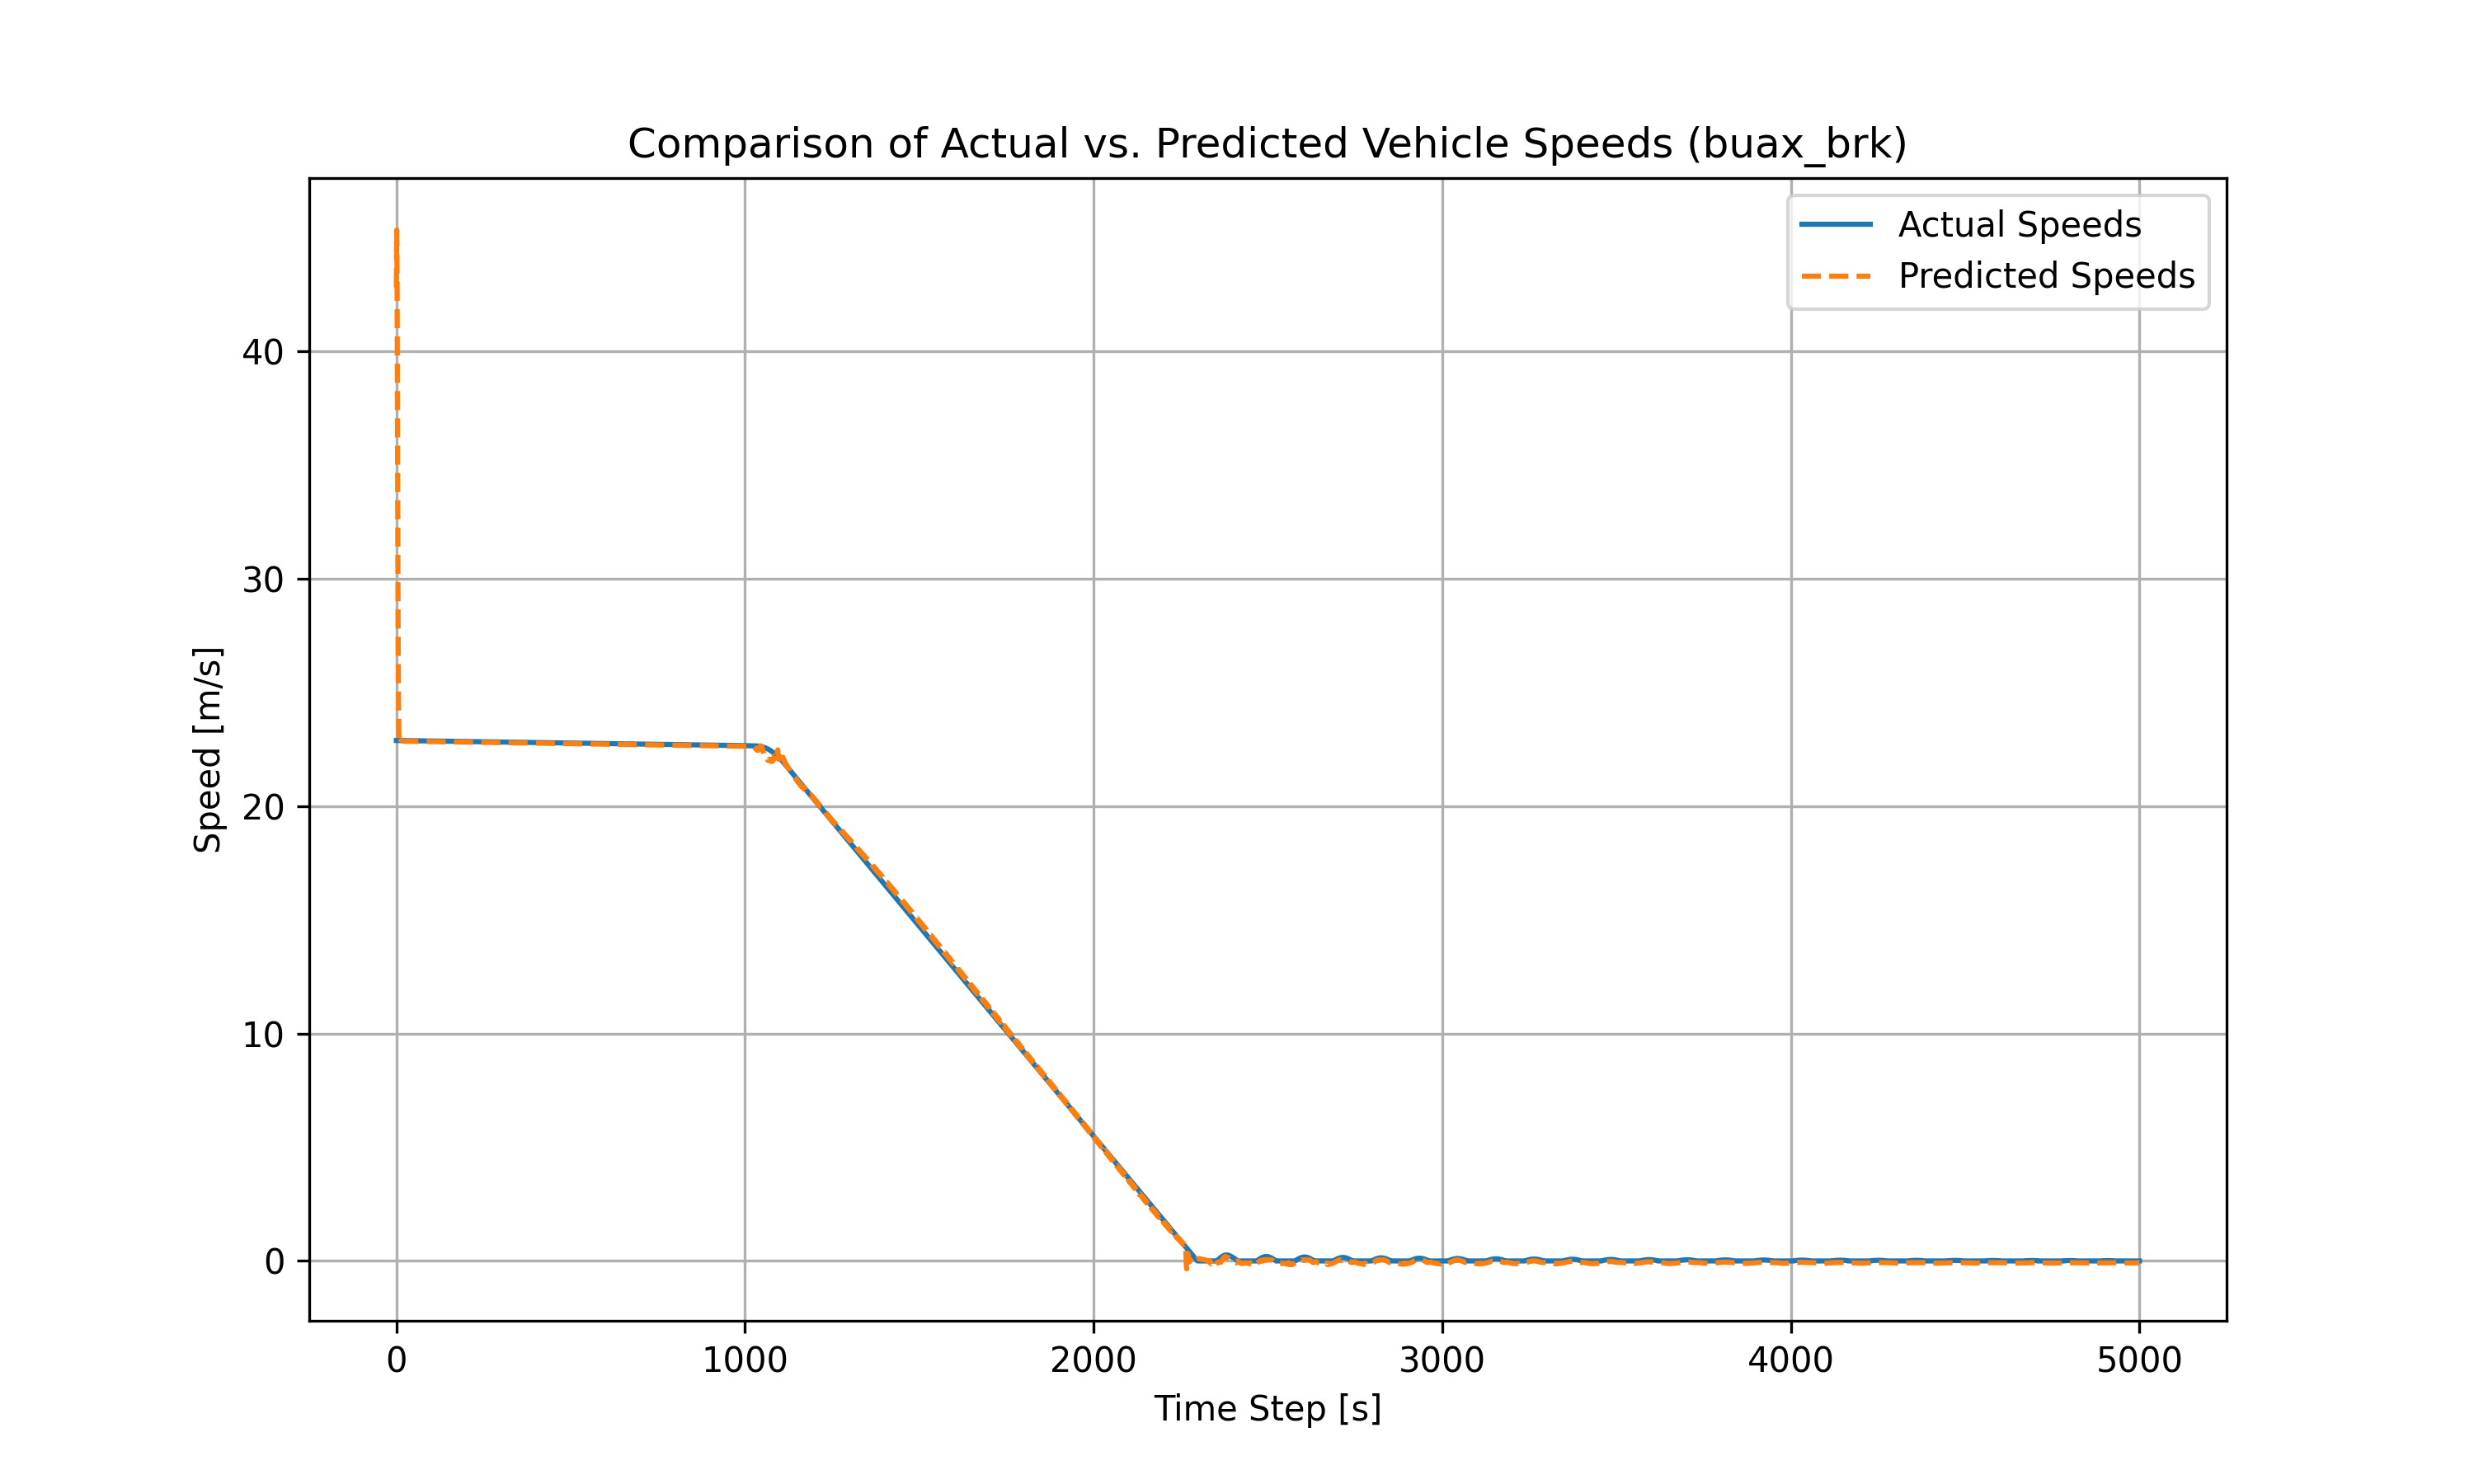 Comparison of Actual vs. Predicted Vehicle Speeds (buax_brk)
Actual Speeds
Predicted Speeds
40
30
20
10
0
Speed [m/s]
0 1000 2000 3000 4000 5000
Time Step [s]